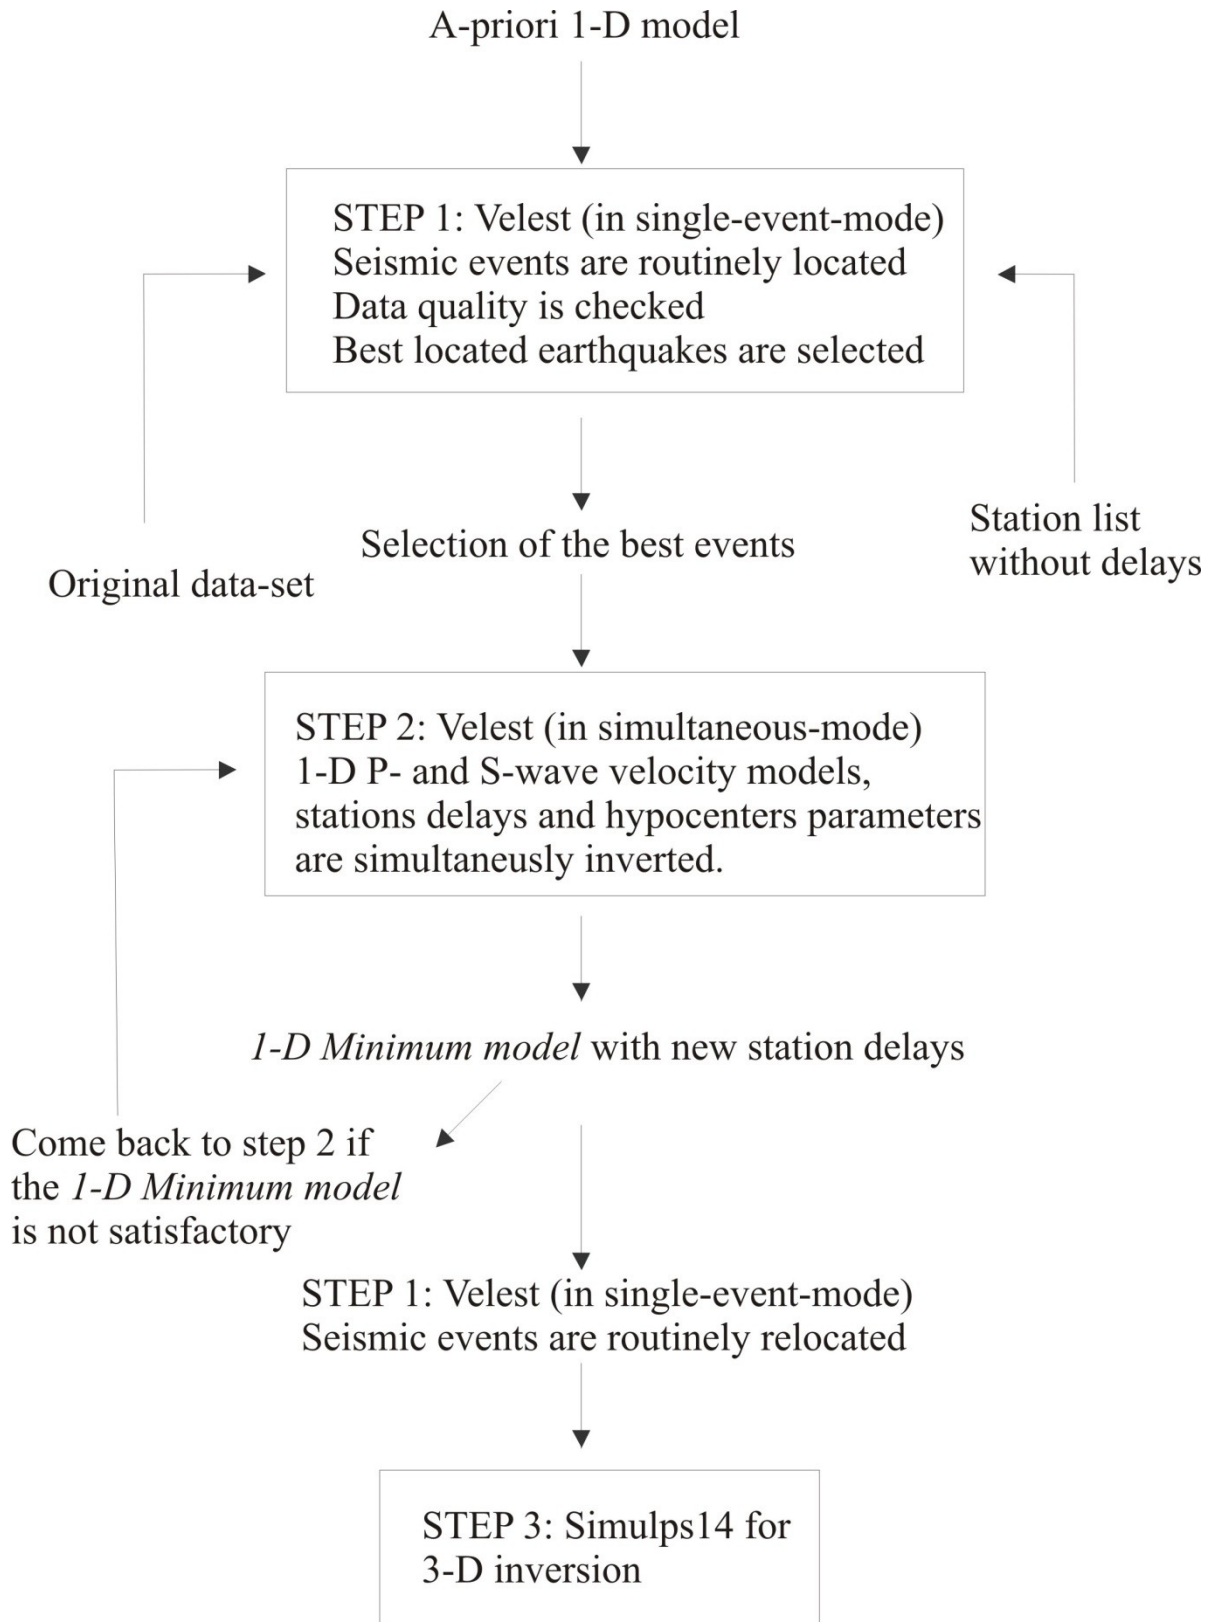 A-priori 1-D model
STEP 1: Velest (in single-event-mode)
Seismic events are routinely located
Data quality is checked
Best located earthquakes are selected
Original data-set
Station list
without delays
Selection of the best events
STEP 2: Velest (in simultaneous-mode)
1-D P- and S-wave velocity models,
stations delays and hypocenters parameters
are simultaneusly inverted.
1-D Minimum model with new station delays
Come back to step 2 if
the 1-D Minimum model
is not satisfactory
STEP 1: Velest (in single-event-mode)
Seismic events are routinely relocated
STEP 3: Simulps14 for
3-D inversion